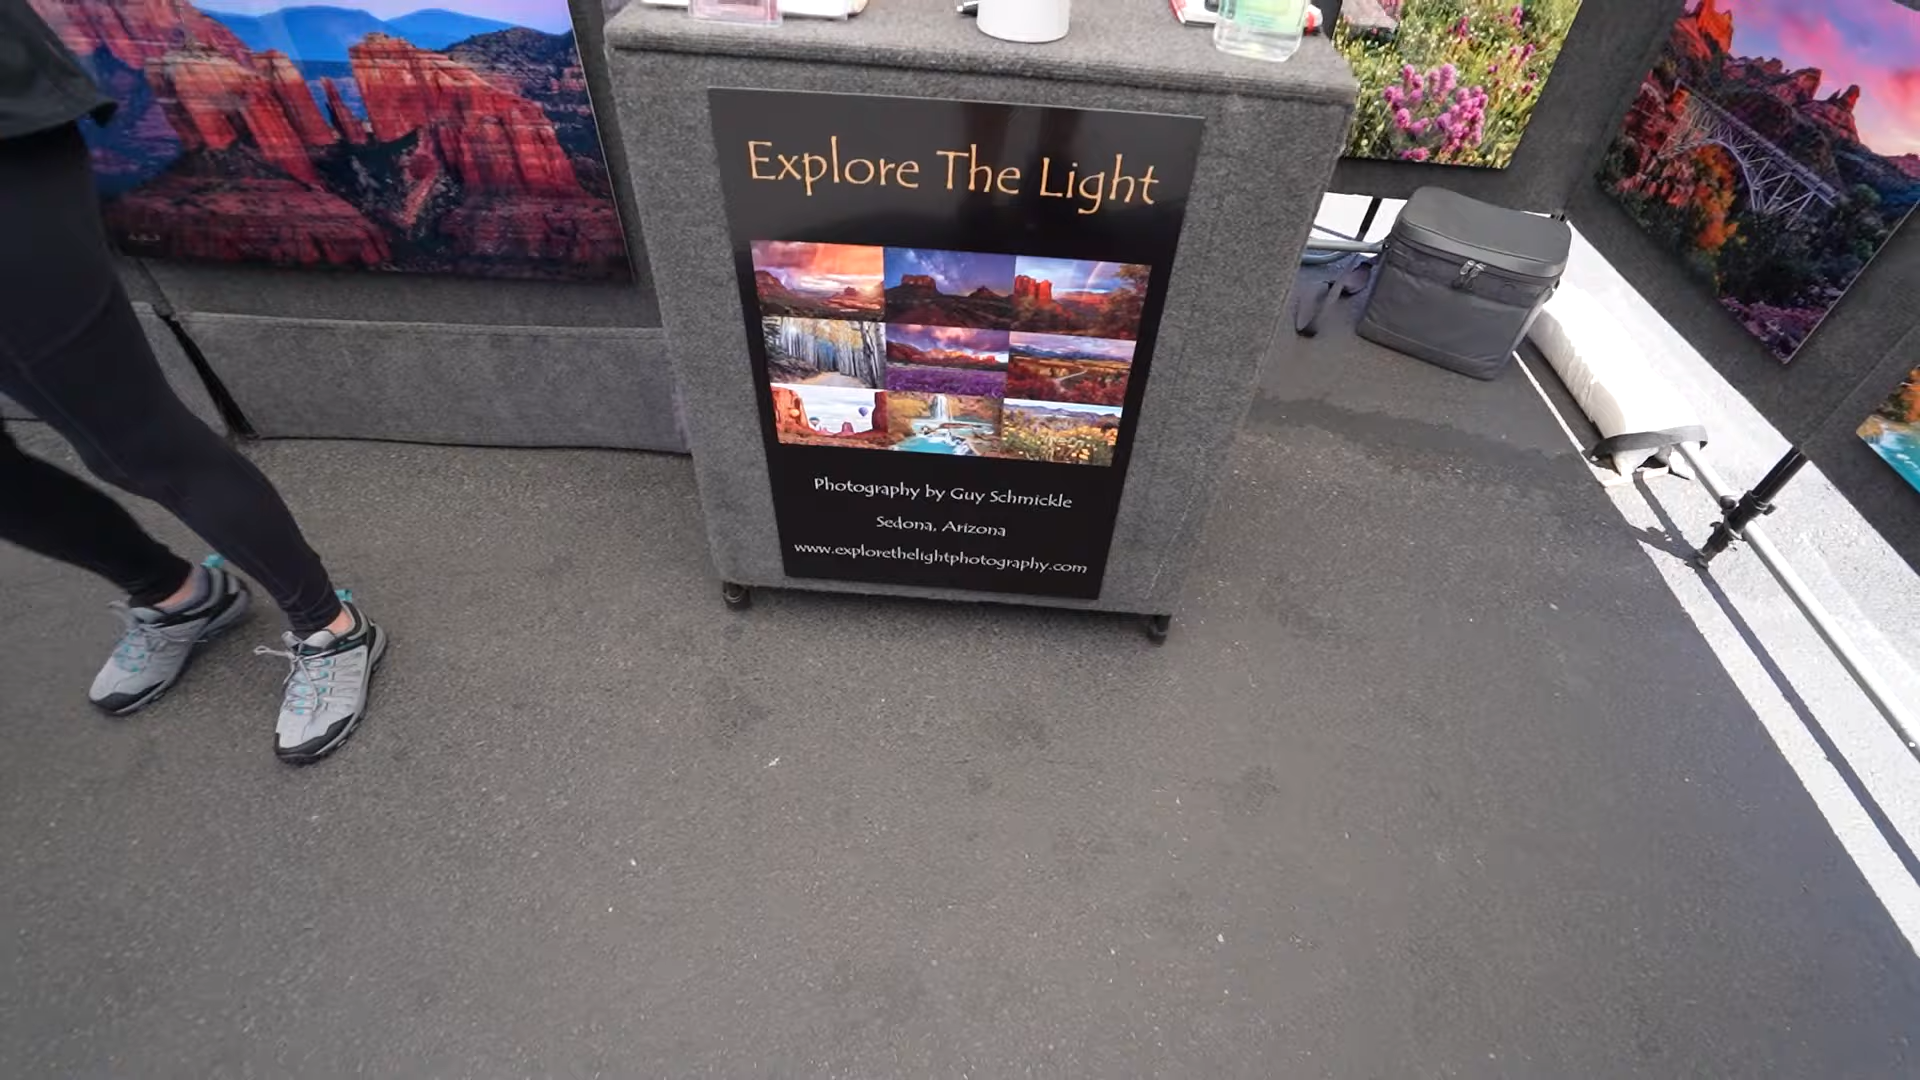 Explore The Light
Photography by Guy Schmickle
Sedona, Arizona
www.explorethelightphotography.com